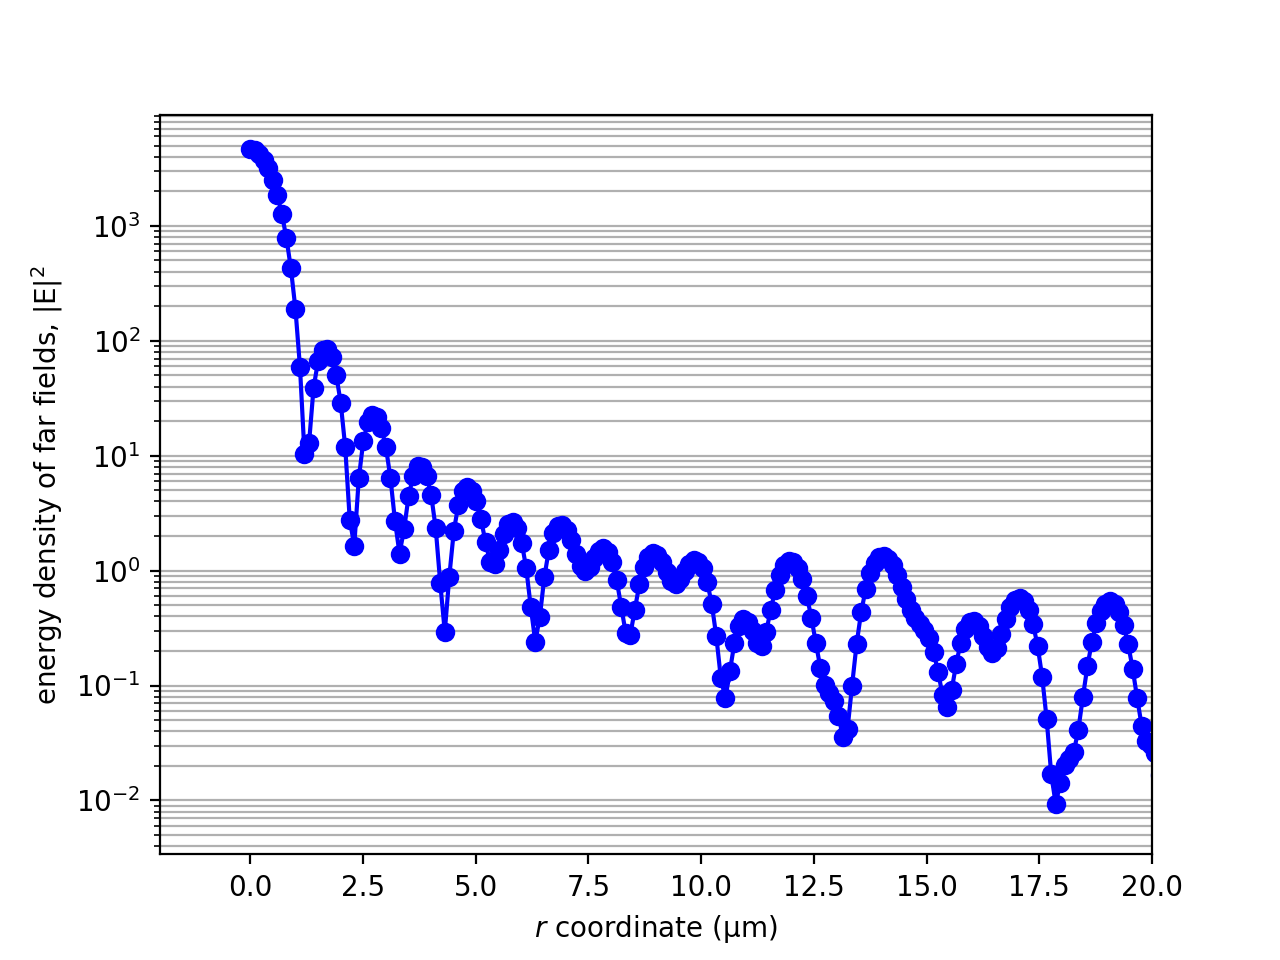 energy density of far fields, |E|²
10³
10²
10¹
10⁰
10⁻¹
10⁻²
0.0 2.5 5.0 7.5 10.0 12.5 15.0 17.5 20.0
r coordinate (μm)